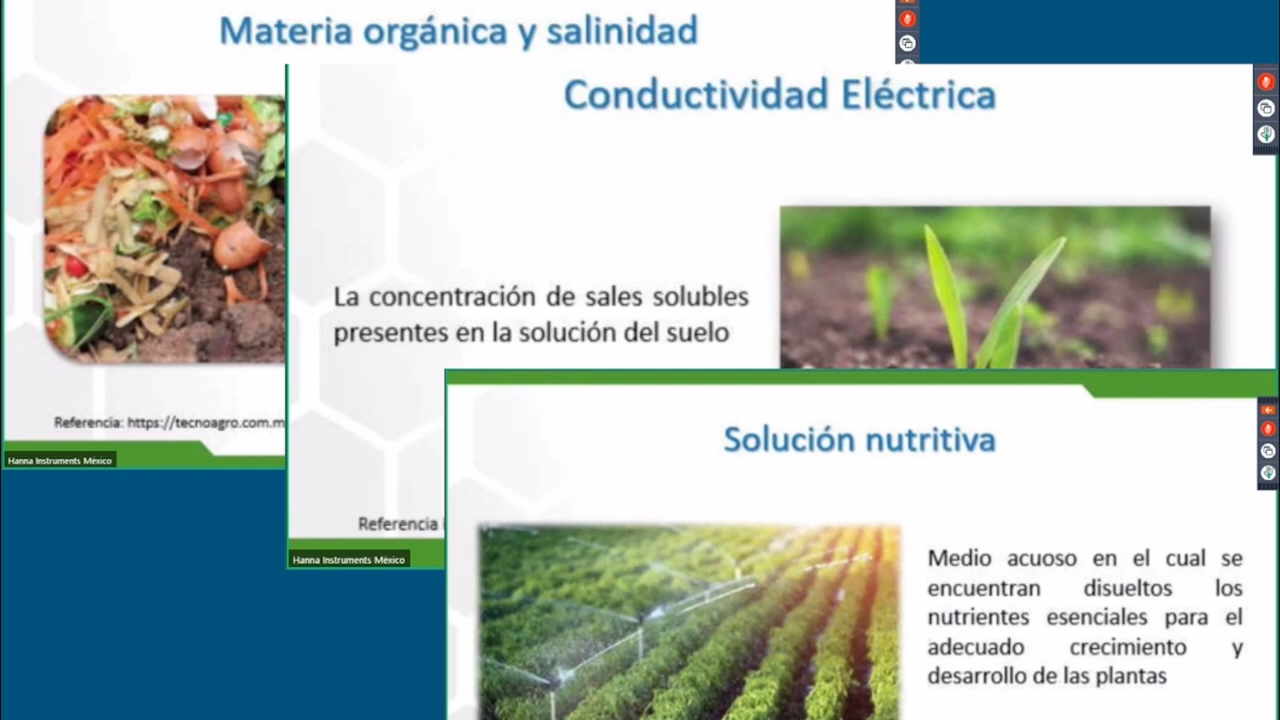 Materia orgánica y salinidad
Referencia: https://tecnoagro.com.m
Hanna Instruments México
Conductividad Eléctrica
La concentración de sales solubles
presentes en la solución del suelo
Referencia
Hanna Instruments México
Solución nutritiva
Medio acuoso en el cual se
encuentran disueltos los
nutrientes esenciales para el
adecuado crecimiento y
desarrollo de las plantas